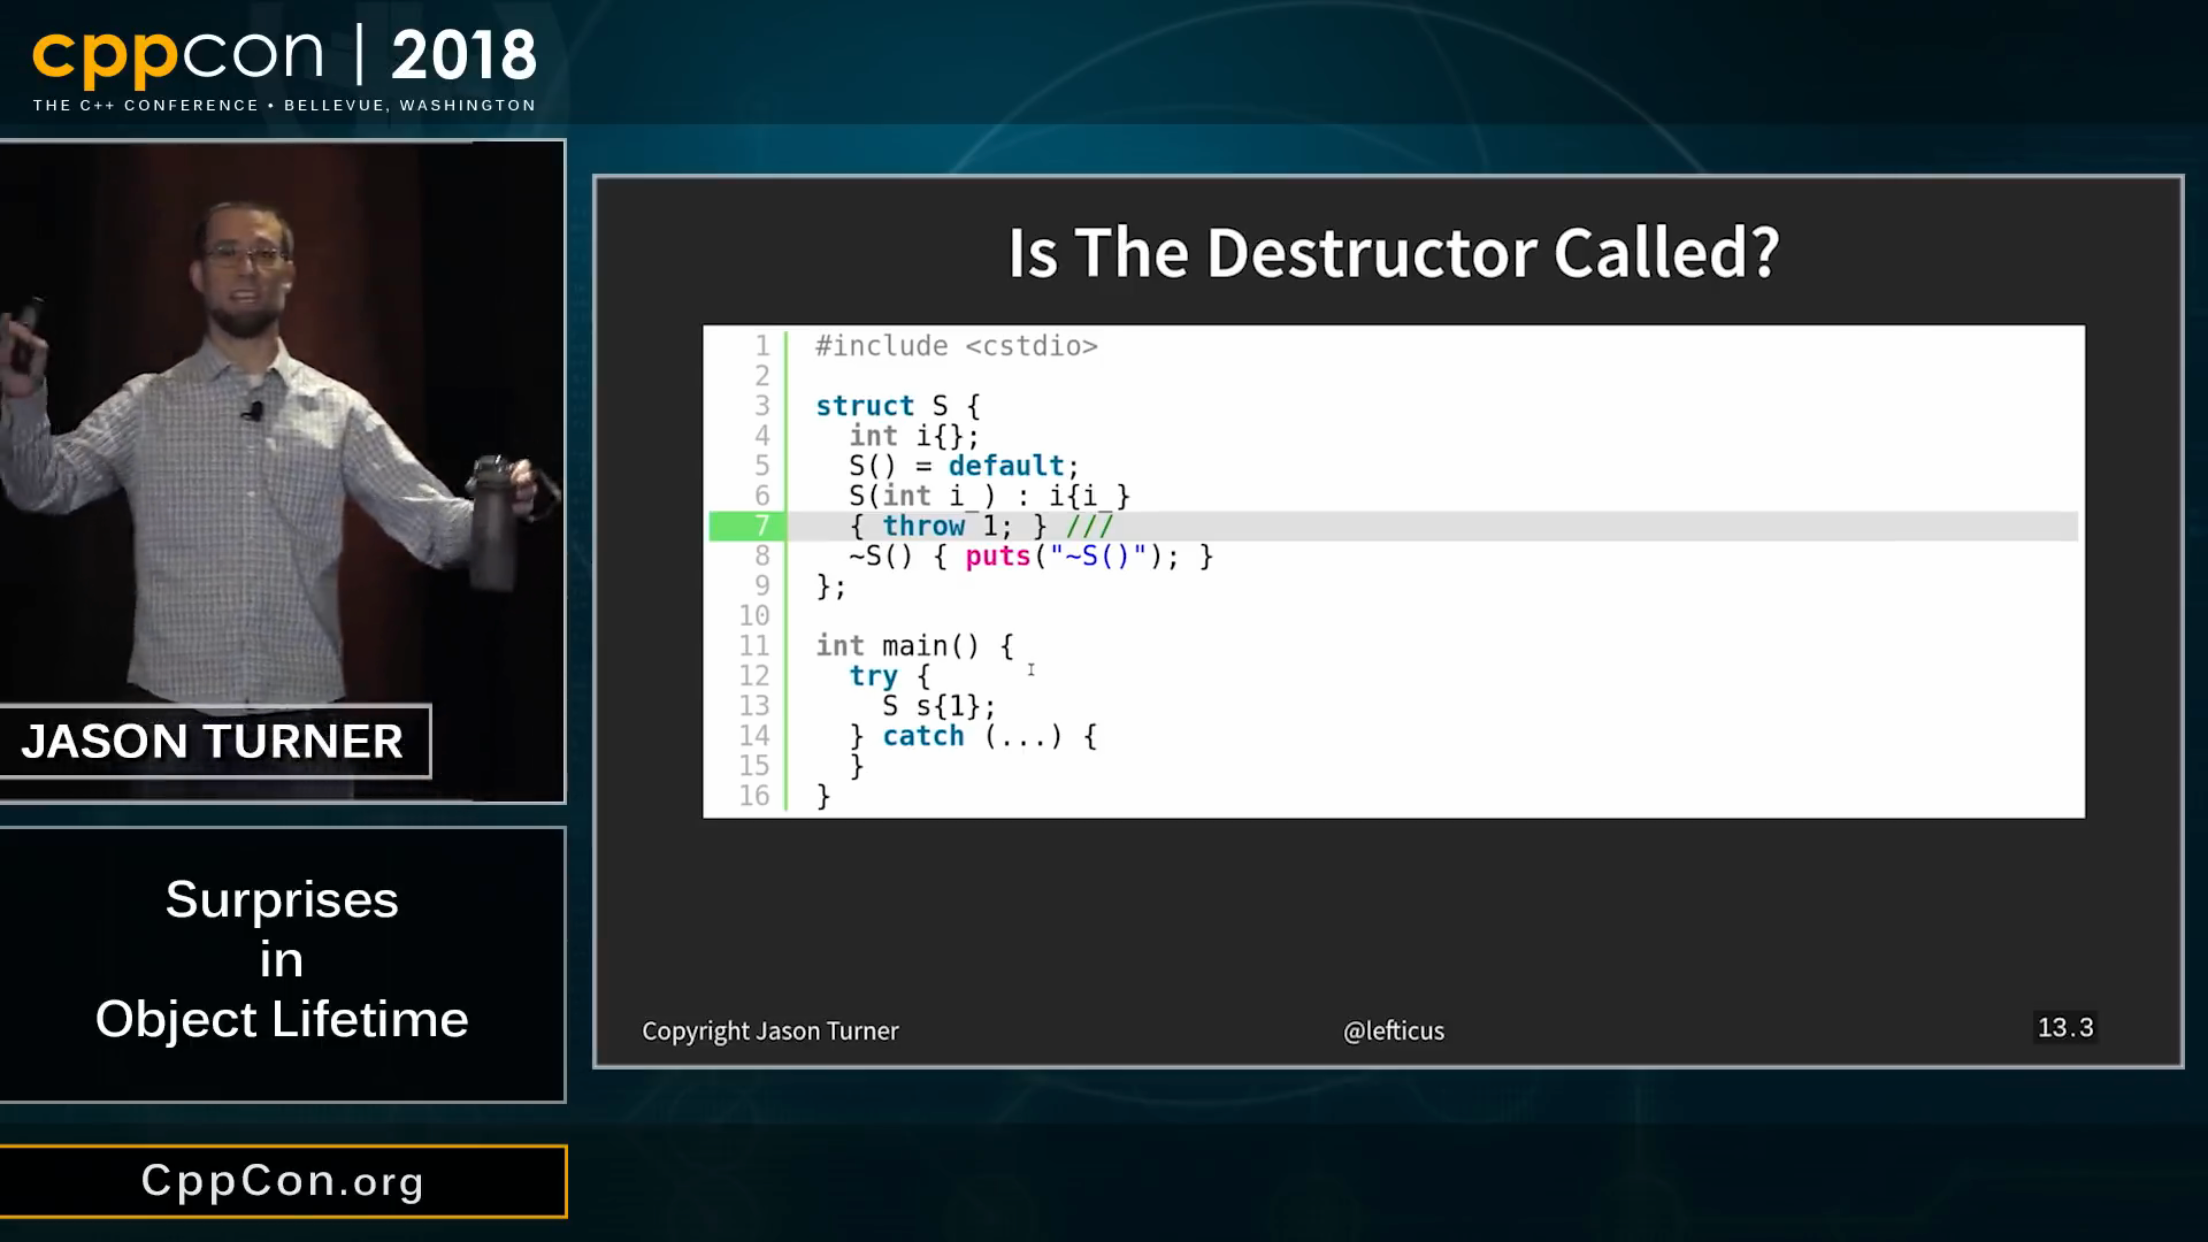 cppcon | 2018
THE C++ CONFERENCE • BELLEVUE, WASHINGTON
JASON TURNER
Surprises
in
Object Lifetime
CppCon.org
Is The Destructor Called?
1 #include <cstdio>
2
3 struct S {
4   int i{};
5   S() = default;
6   S(int i_) : i{i_}
7   { throw 1; } ///
8   ~S() { puts("~S()"); }
9 };
10
11 int main() {
12   try {
13     S s{1};
14   } catch (...) {
15   }
16 }
Copyright Jason Turner
@lefticus
13.3